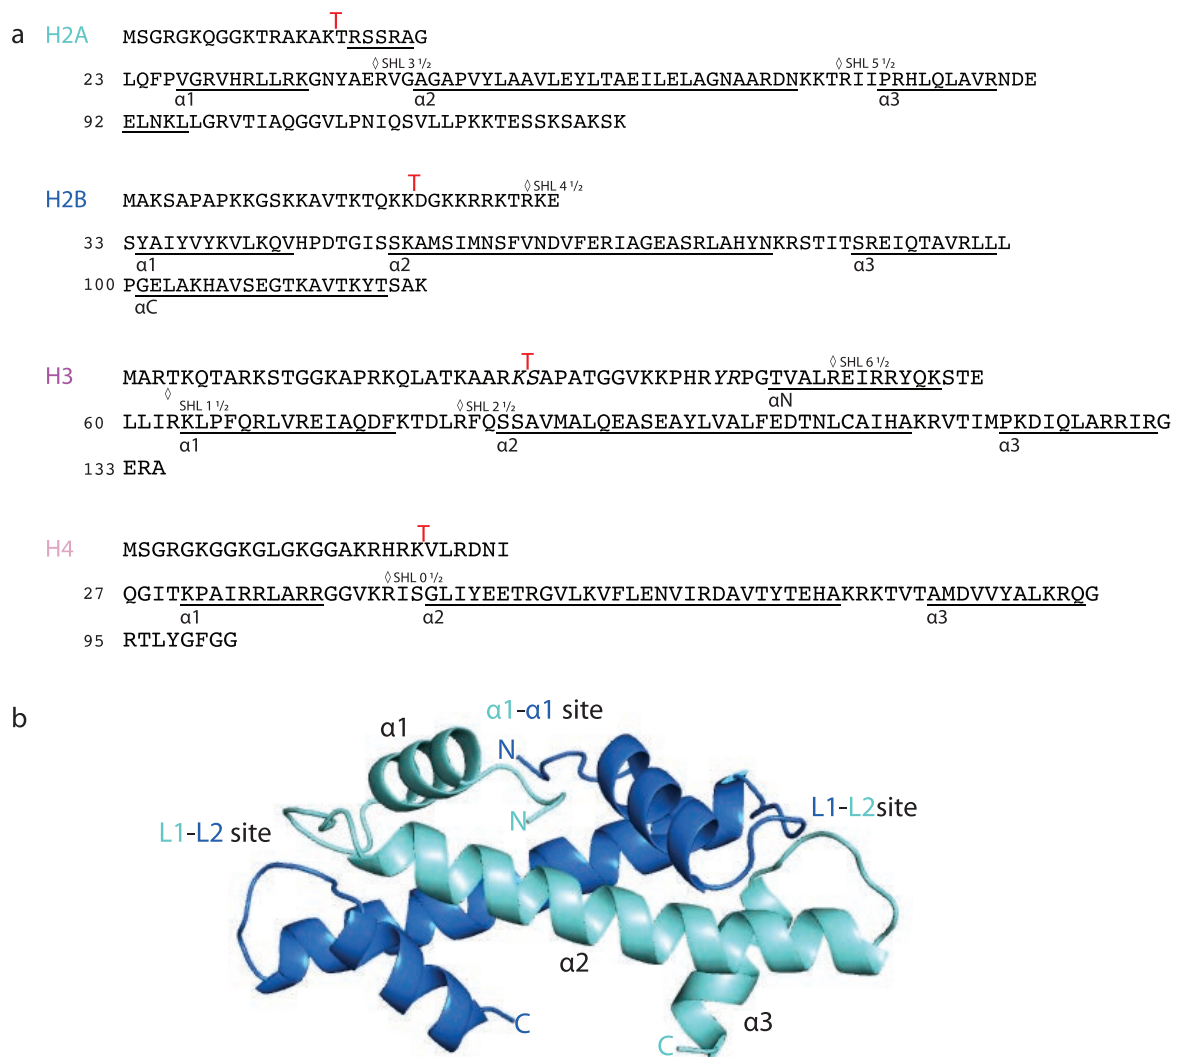 a H2A MSGRGKQGGKTRAKAKTRSSRAG
T
◊ SHL 3 ½ ◊ SHL 5 ½
23 LQFPVGRVHRLLRKGNYAERVGAGAPVYLAAVLEYLTAEILELAGNAARDNKKTRIIPRHLQLAVRNDE
α1 α2 α3
92 ELNKLLGRVTIAQGGVLPNIQSVLLPKKTESSKSAKSK
T ◊ SHL 4 ½
H2B MAKSAPAPKKGSKKAVTKTQKKDGKKRRKTRKE
33 SYAIYVYKVLKQVHPDTGISSKAMSIMNSFVNDVFERIAGEASRLAHYNKRSTITSREIQTAVRLLL
α1 α2 α3
100 PGELAKHAVSEGTKAVTKYTSAK
αC
T ◊ SHL 6 ½
H3 MARTKQTARKSTGGKAPRKQLATKAARKSAPATGGVKKPHRYRPGTVALREIRRYQKSTE
αN
◊ SHL 1 ½ ◊ SHL 2 ½
60 LLIRKLPFQRLVREIAQDFKTDLRFQSSAVMALQEASEAYLVALFEDTNLCAIHAKRVTIMPKDIQLARRIRG
α1 α2 α3
133 ERA
T
H4 MSGRGKGGKGLGKGGAKRHRKVLRDNI
◊ SHL 0 ½
27 QGITKPAIRRLARRGGVKRISGLIYEETRGVLKVFLENVIRDAVTYTEHAKRKTVTAMDVVYALKRQG
α1 α2 α3
95 RTLYGFGG
b
α1-α1 site
α1
N
N
L1-L2 site
L1-L2site
α2
α3
C
C